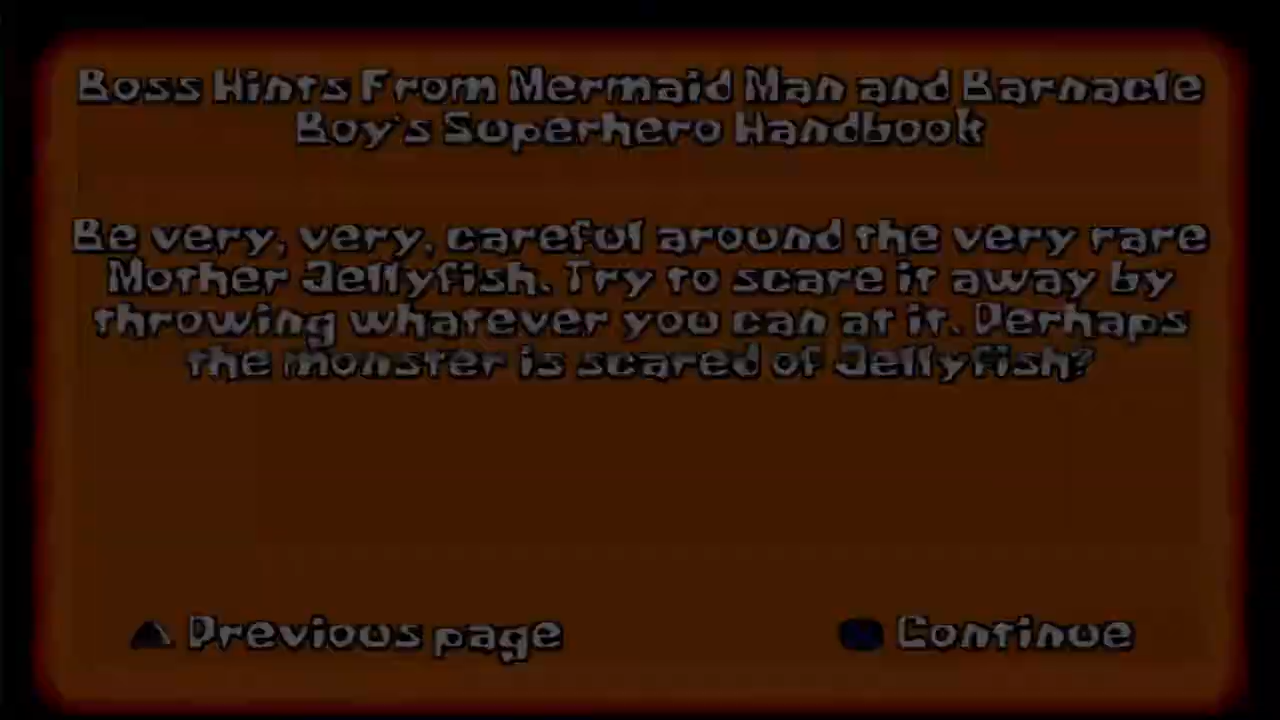 Boss Hints From Mermaid Man and Barnacle
Boy's Superhero Handbook
Be very, very, careful around the very rare
Mother Jellyfish. Try to scare it away by
throwing whatever you can at it. Perhaps
the monster is scared of Jellyfish?
Previous page
Continue